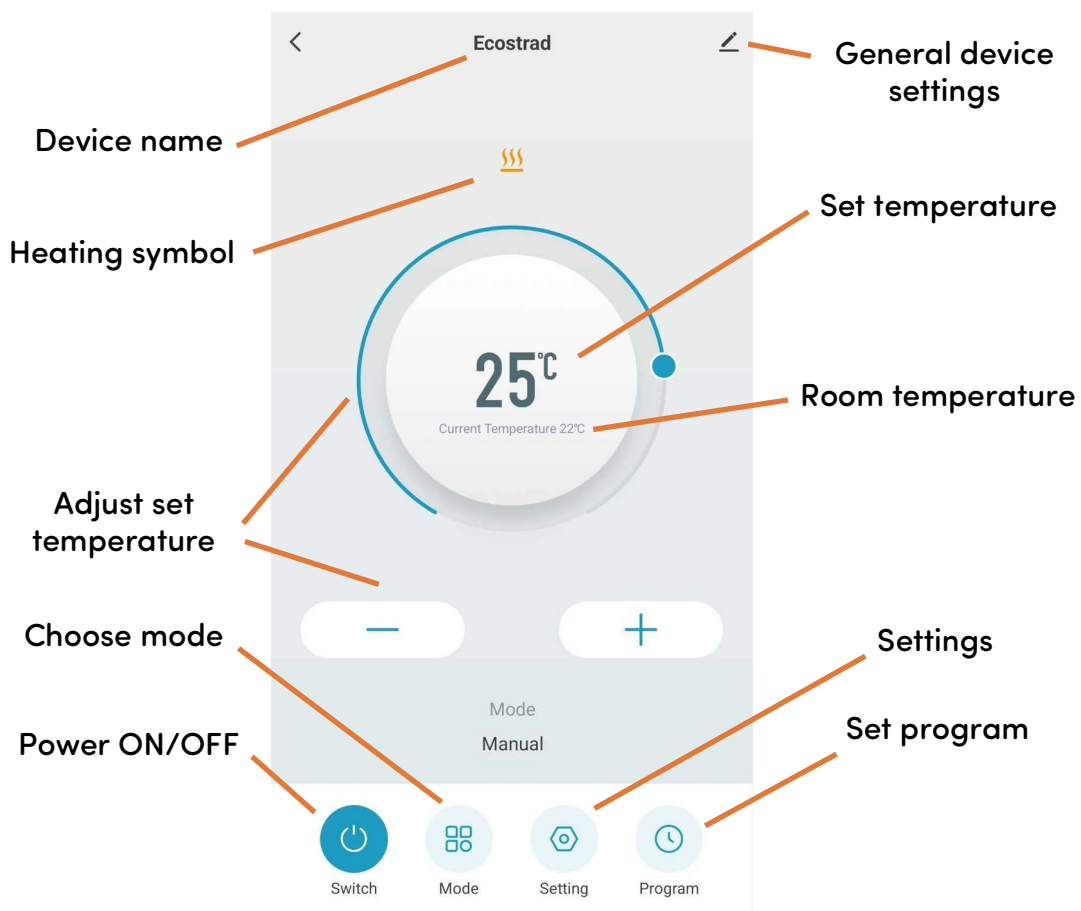 Ecostrad
General device
settings
Device name
Set temperature
Heating symbol
25°C
Current Temperature 22°C
Room temperature
Adjust set
temperature
Choose mode
Settings
Mode
Manual
Power ON/OFF
Set program
Switch
Mode
Setting
Program